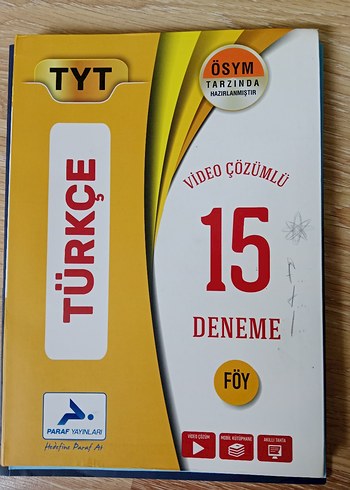 TYT
ÖSYM
TARZINDA
HAZIRLANMIŞTIR
TÜRKÇE
VİDEO ÇÖZÜMLÜ
15
DENEME
FÖY
PARAF YAYINLARI
Hedefine Paraf At
VİDEO ÇÖZÜM
MOBİL KÜTÜPHANE
AKILLI TAHTA